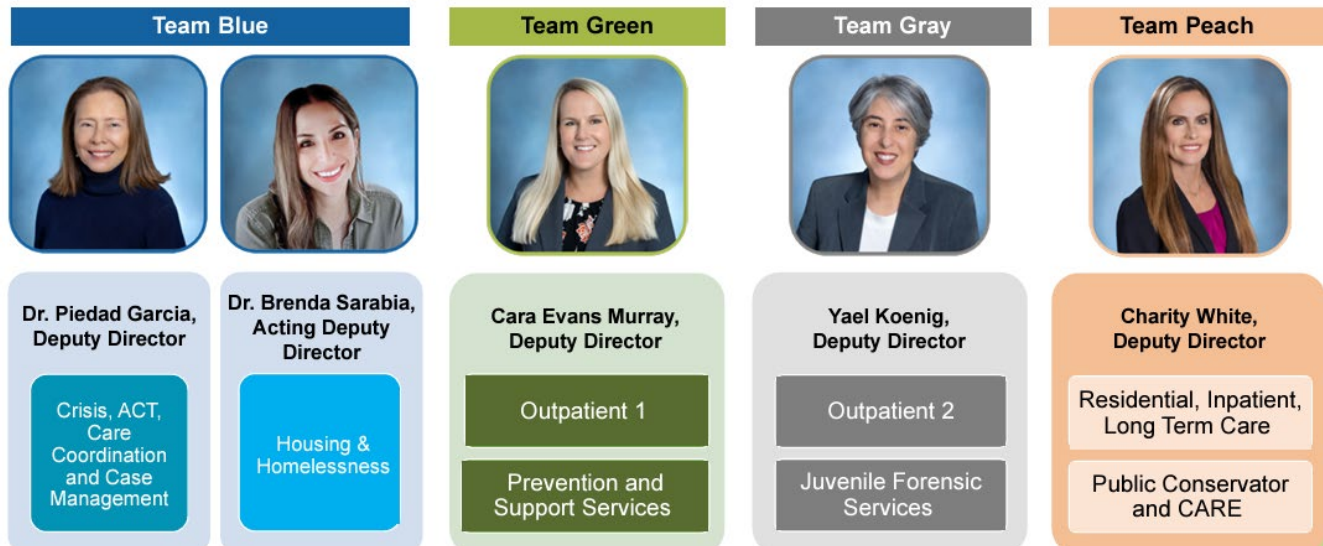 Team Blue
Team Green
Team Gray
Team Peach
Dr. Piedad Garcia,
Deputy Director
Crisis, ACT,
Care
Coordination
and Case
Management
Dr. Brenda Sarabia,
Acting Deputy
Director
Housing &
Homelessness
Cara Evans Murray,
Deputy Director
Outpatient 1
Prevention and
Support Services
Yael Koenig,
Deputy Director
Outpatient 2
Juvenile Forensic
Services
Charity White,
Deputy Director
Residential, Inpatient,
Long Term Care
Public Conservator
and CARE